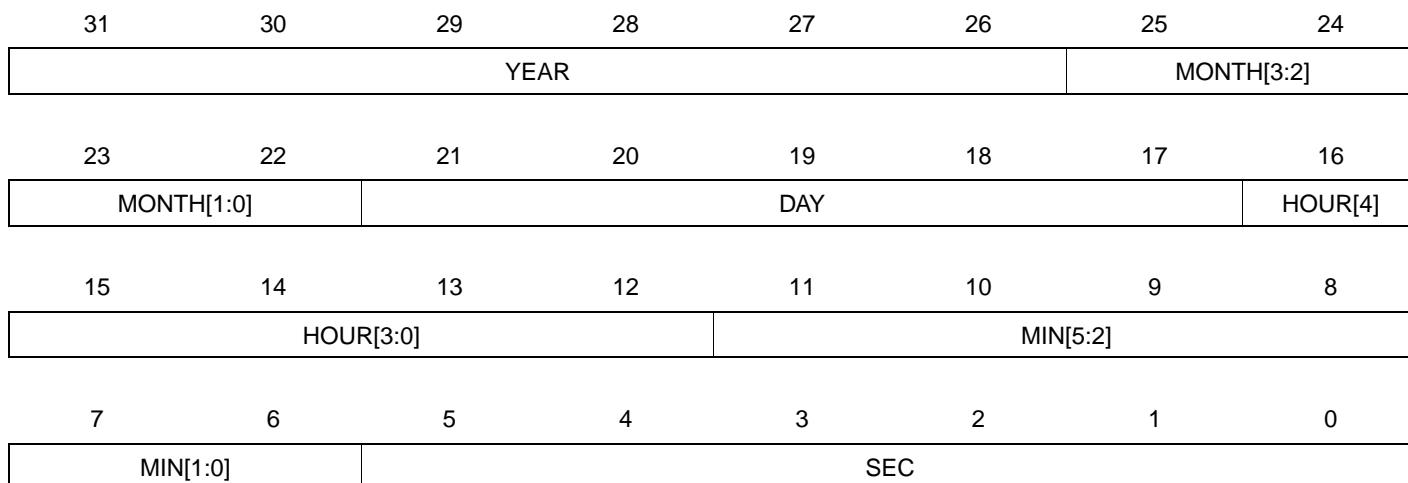 31 30 29 28 27 26 25 24
YEAR MONTH[3:2]
23 22 21 20 19 18 17 16
MONTH[1:0] DAY HOUR[4]
15 14 13 12 11 10 9 8
HOUR[3:0] MIN[5:2]
7 6 5 4 3 2 1 0
MIN[1:0] SEC